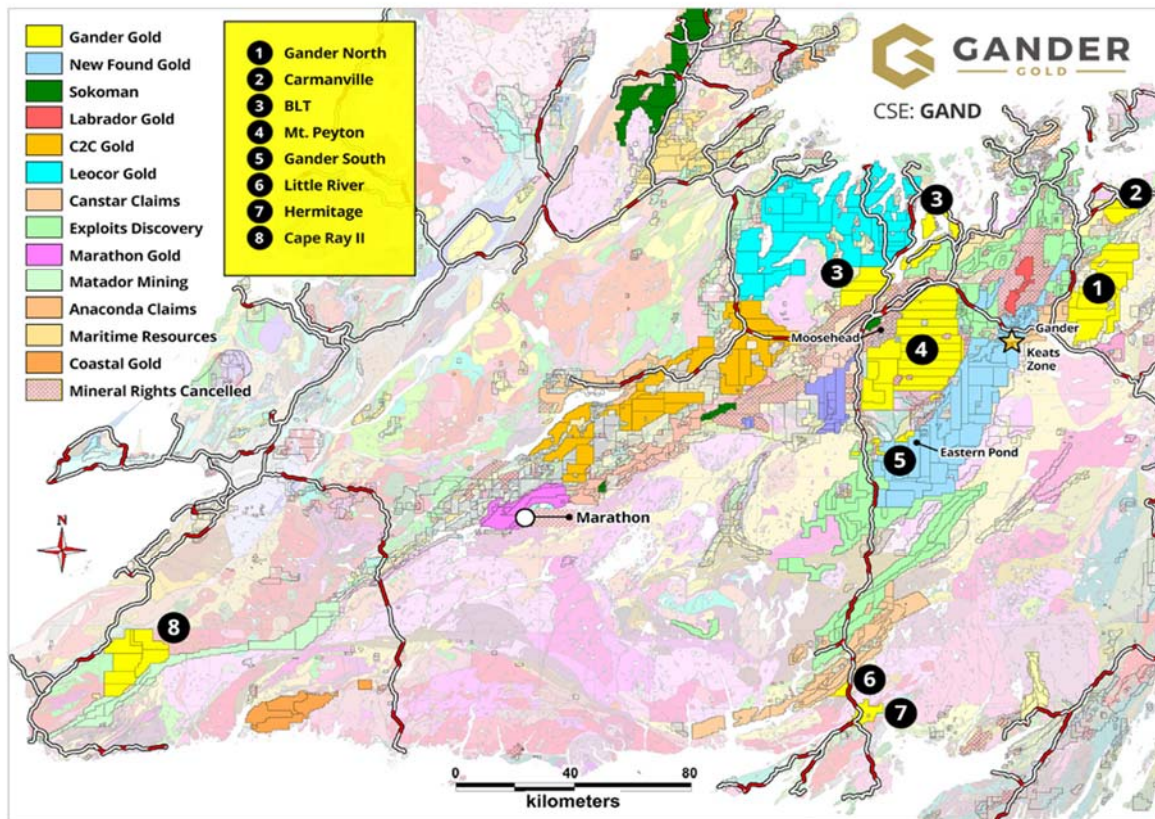 Gander Gold
New Found Gold
Sokoman
Labrador Gold
C2C Gold
Leocor Gold
Canstar Claims
Exploits Discovery
Marathon Gold
Matador Mining
Anaconda Claims
Maritime Resources
Coastal Gold
Mineral Rights Cancelled
1 Gander North
2 Carmanville
3 BLT
4 Mt. Peyton
5 Gander South
6 Little River
7 Hermitage
8 Cape Ray II
GANDER
GOLD
CSE: GAND
2
3
3
1
Moosehead
Gander
Keats
Zone
4
Eastern Pond
5
Marathon
N
8
6
7
0 40 80
kilometers